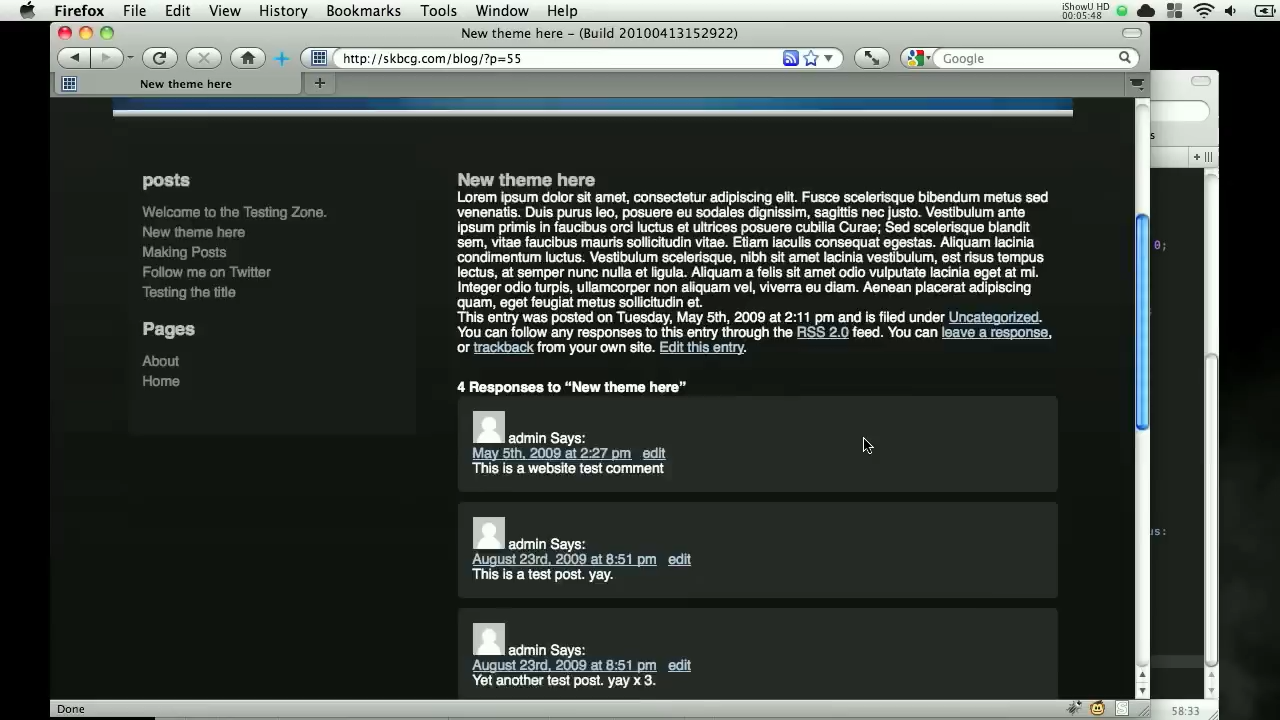 Firefox File Edit View History Bookmarks Tools Window Help
iShowU HD
00:05:48
New theme here – (Build 20100413152922)
http://skbcg.com/blog/?p=55
Google
New theme here
posts
Welcome to the Testing Zone.
New theme here
Making Posts
Follow me on Twitter
Testing the title
Pages
About
Home
New theme here
Lorem ipsum dolor sit amet, consectetur adipiscing elit. Fusce scelerisque bibendum metus sed
venenatis. Duis purus leo, posuere eu sodales dignissim, sagittis nec justo. Vestibulum ante
ipsum primis in faucibus orci luctus et ultrices posuere cubilia Curae; Sed scelerisque blandit
sem, vitae faucibus mauris sollicitudin vitae. Etiam iaculis consequat egestas. Aliquam lacinia
condimentum luctus. Vestibulum scelerisque, nibh sit amet lacinia vestibulum, est risus tempus
lectus, at semper nunc nulla et ligula. Aliquam a felis sit amet odio vulputate lacinia eget at mi.
Integer odio turpis, ullamcorper non aliquam vel, viverra eu diam. Aenean placerat adipiscing
quam, eget feugiat metus sollicitudin et.
This entry was posted on Tuesday, May 5th, 2009 at 2:11 pm and is filed under Uncategorized.
You can follow any responses to this entry through the RSS 2.0 feed. You can leave a response,
or trackback from your own site. Edit this entry.
4 Responses to “New theme here”
admin Says:
May 5th, 2009 at 2:27 pm edit
This is a website test comment
admin Says:
August 23rd, 2009 at 8:51 pm edit
This is a test post. yay.
admin Says:
August 23rd, 2009 at 8:51 pm edit
Yet another test post. yay x 3.
0;
us:
Done
58:33